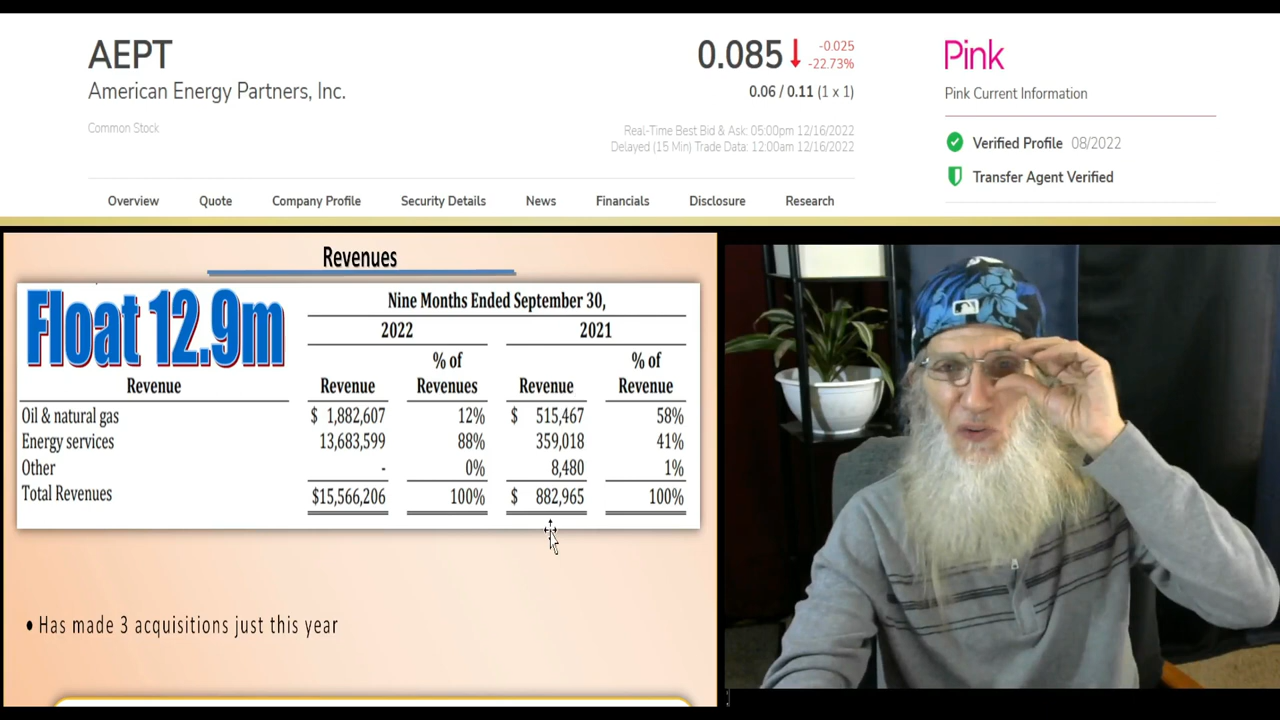 AEPT
American Energy Partners, Inc.
Common Stock
0.085 -0.025
-22.73%
0.06 / 0.11 (1 x 1)
Real-Time Best Bid & Ask: 05:00pm 12/16/2022
Delayed (15 Min) Trade Data: 12:00am 12/16/2022
Pink
Pink Current Information
Verified Profile 08/2022
Transfer Agent Verified
Overview Quote Company Profile Security Details News Financials Disclosure Research
Revenues
Float 12.9m
Nine Months Ended September 30,
2022 2021
% of % of
Revenue Revenue Revenues Revenue Revenue
Oil & natural gas $ 1,882,607 12% $ 515,467 58%
Energy services 13,683,599 88% 359,018 41%
Other - 0% 8,480 1%
Total Revenues $15,566,206 100% $ 882,965 100%
• Has made 3 acquisitions just this year